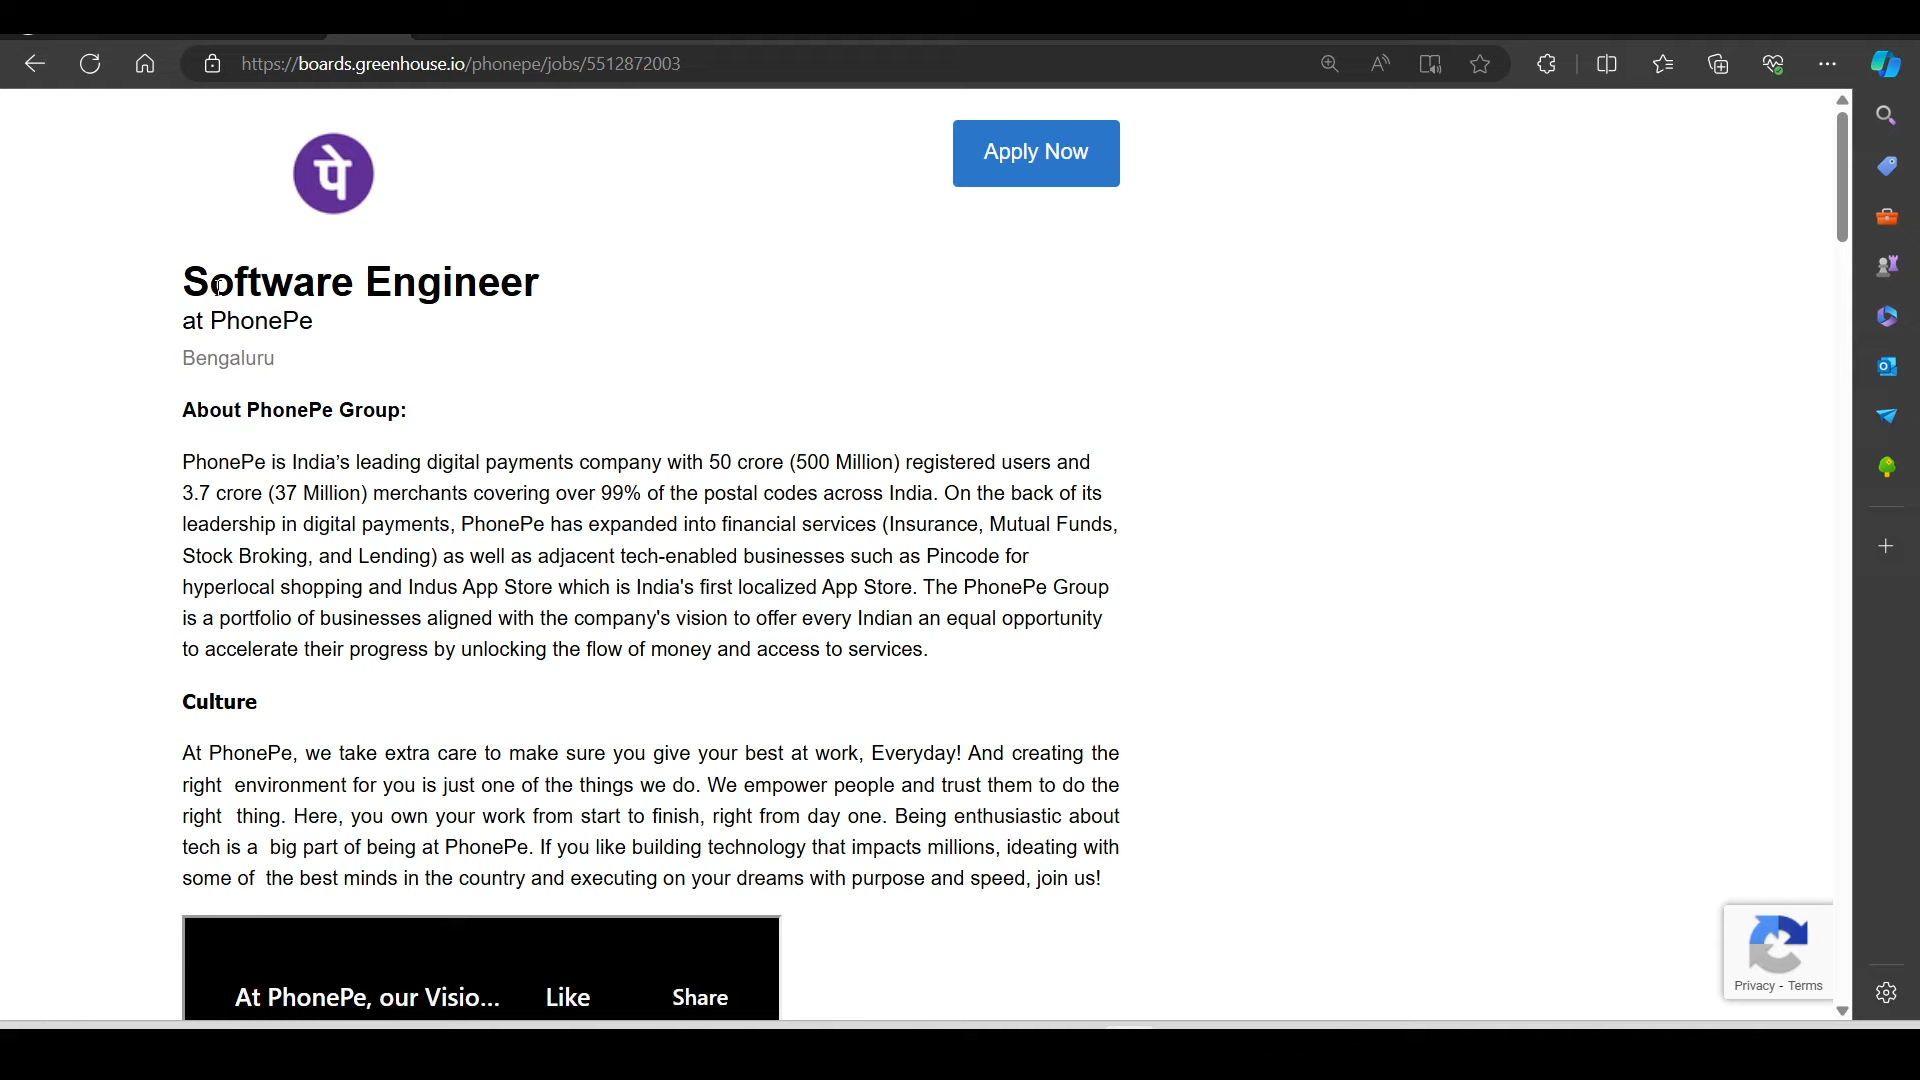 https://boards.greenhouse.io/phonepe/jobs/5512872003
पे
Apply Now
Software Engineer
at PhonePe
Bengaluru
About PhonePe Group:
PhonePe is India’s leading digital payments company with 50 crore (500 Million) registered users and
3.7 crore (37 Million) merchants covering over 99% of the postal codes across India. On the back of its
leadership in digital payments, PhonePe has expanded into financial services (Insurance, Mutual Funds,
Stock Broking, and Lending) as well as adjacent tech-enabled businesses such as Pincode for
hyperlocal shopping and Indus App Store which is India's first localized App Store. The PhonePe Group
is a portfolio of businesses aligned with the company's vision to offer every Indian an equal opportunity
to accelerate their progress by unlocking the flow of money and access to services.
Culture
At PhonePe, we take extra care to make sure you give your best at work, Everyday! And creating the
right environment for you is just one of the things we do. We empower people and trust them to do the
right thing. Here, you own your work from start to finish, right from day one. Being enthusiastic about
tech is a big part of being at PhonePe. If you like building technology that impacts millions, ideating with
some of the best minds in the country and executing on your dreams with purpose and speed, join us!
At PhonePe, our Visio... Like Share
Privacy - Terms